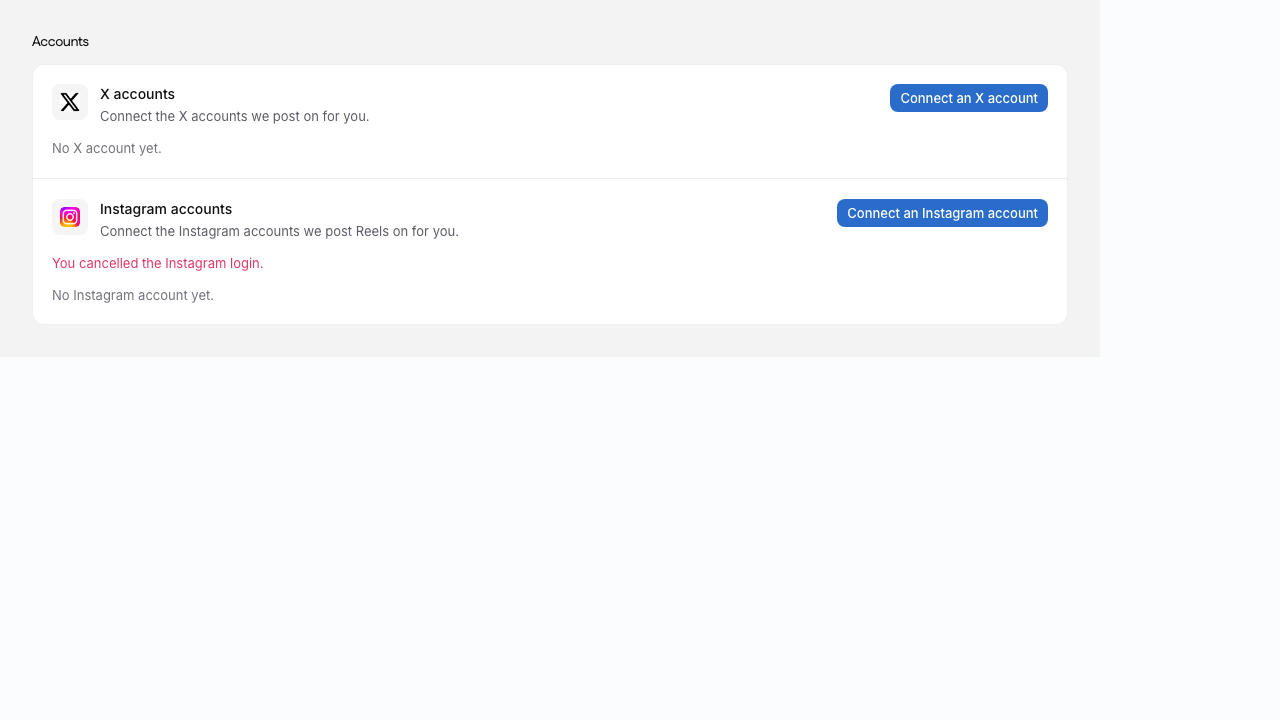 Accounts
X accounts
Connect an X account
Connect the X accounts we post on for you.
No X account yet.
Instagram accounts
Connect an Instagram account
Connect the Instagram accounts we post Reels on for you.
You cancelled the Instagram login.
No Instagram account yet.